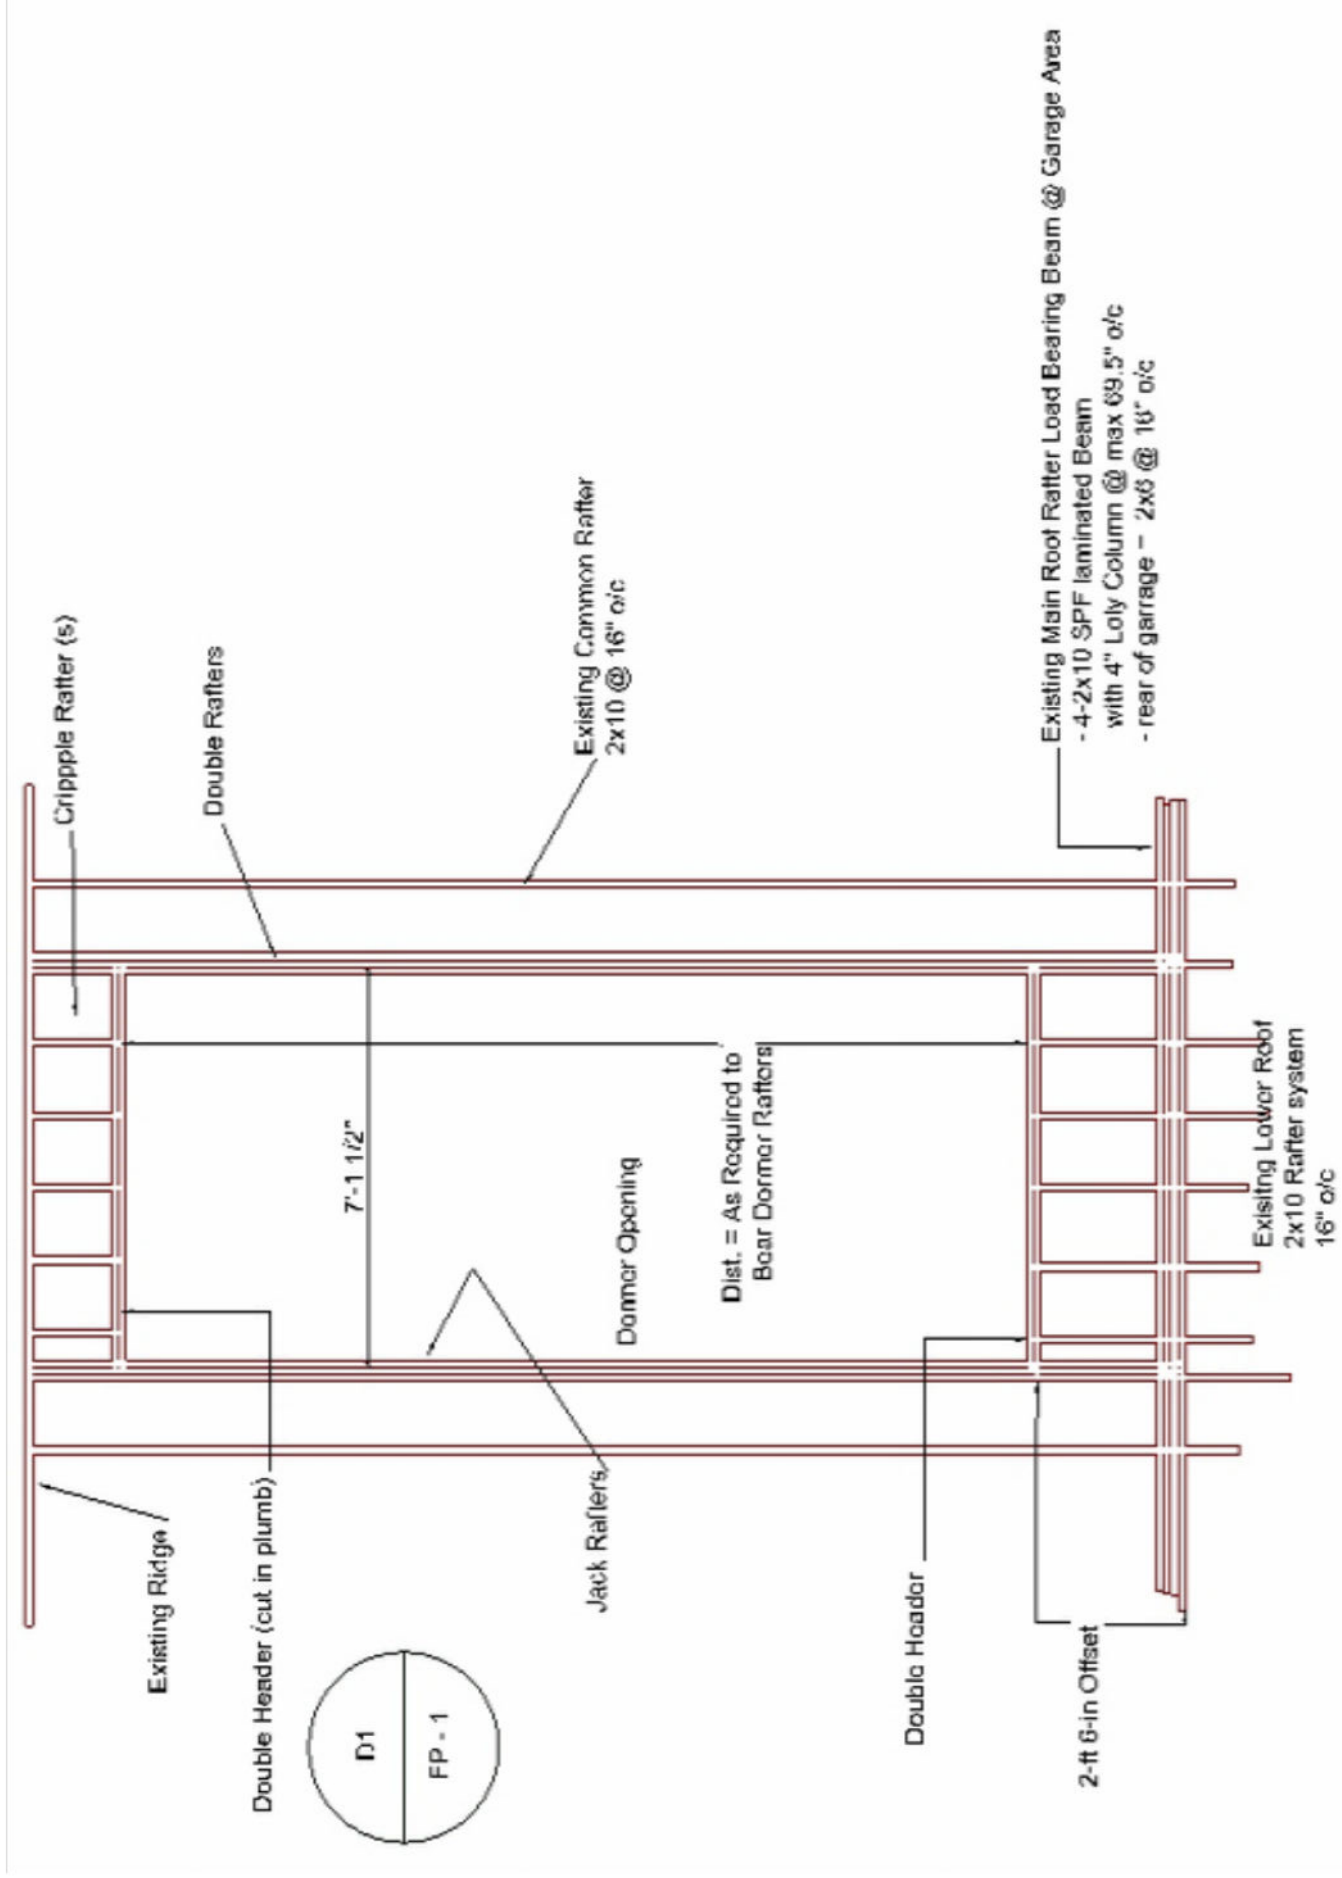 Crippple Rafter (s)
Double Rafters
Existing Common Rafter
2x10 @ 16" o/c
Existing Main Roof Rafter Load Bearing Beam @ Garage Area
- 4-2x10 SPF laminated Beam
with 4" Loly Column @ max 69.5" o/c
- rear of garrage - 2x6 @ 16" o/c
7'-1 1/2"
Dormer Opening
Dist. = As Required to
Bear Dormer Rafters
Exisitng Lower Roof
2x10 Rafter system
16" o/c
Existing Ridge
Double Header (cut in plumb)
Jack Rafters
Double Header
2-ft 6-in Offset
D1
FP - 1